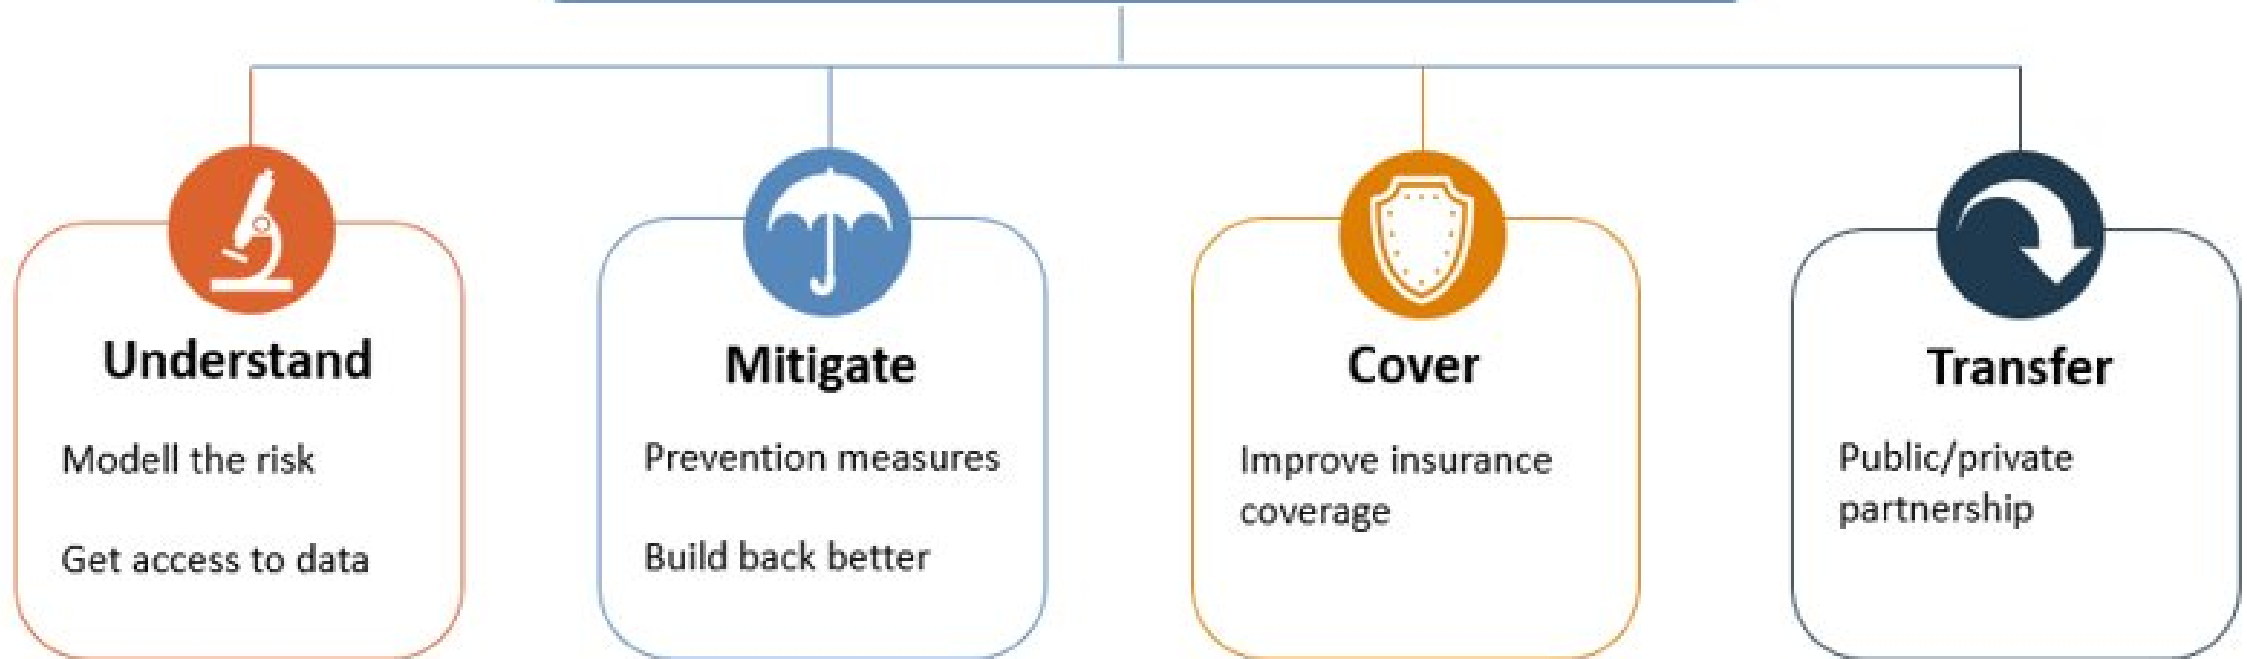 Understand
Modell the risk
Get access to data
Mitigate
Prevention measures
Build back better
Cover
Improve insurance
coverage
Transfer
Public/private
partnership